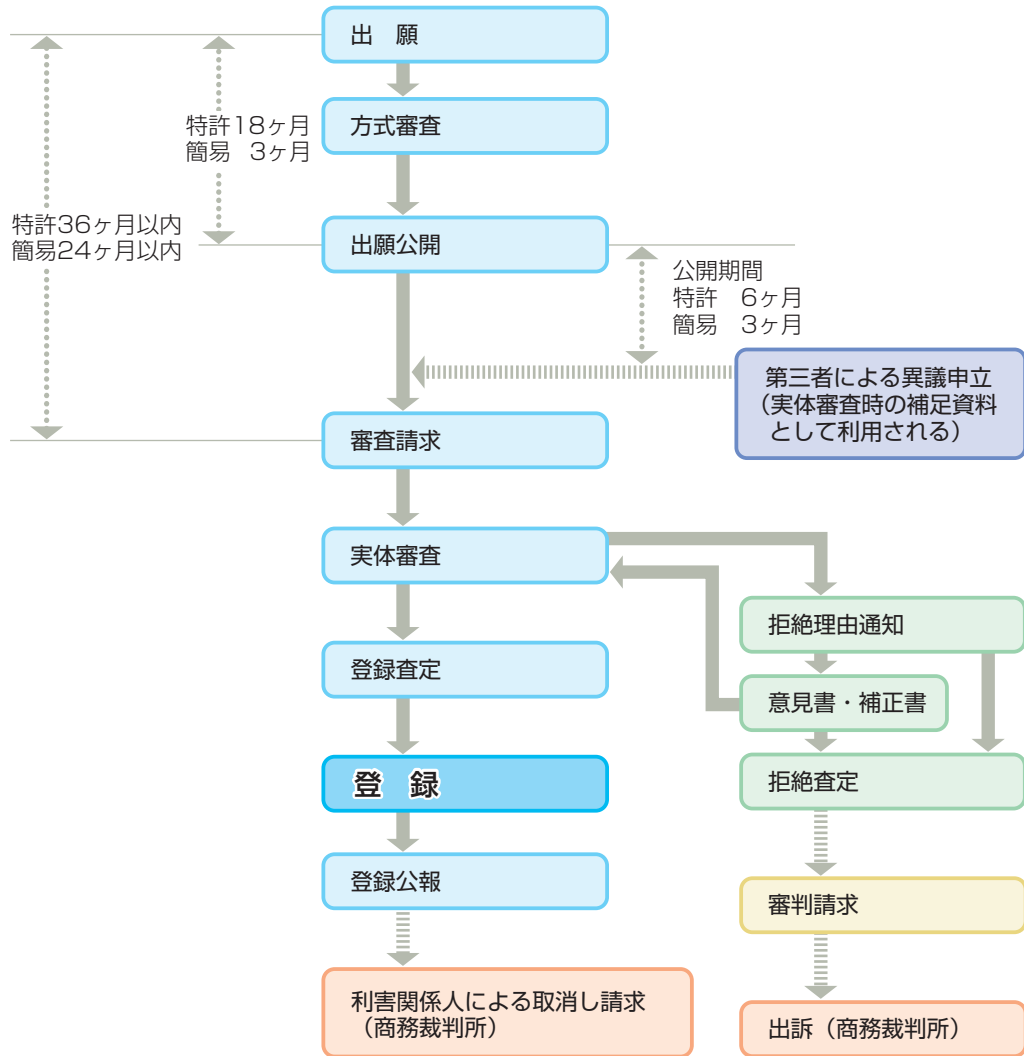 出　願
方式審査
特許18ヶ月
簡易　3ヶ月
特許36ヶ月以内
簡易24ヶ月以内
出願公開
公開期間
特許　6ヶ月
簡易　3ヶ月
第三者による異議申立
（実体審査時の補足資料
として利用される）
審査請求
実体審査
拒絶理由通知
登録査定
意見書・補正書
登　録
拒絶査定
登録公報
審判請求
利害関係人による取消し請求
（商務裁判所）
出訴（商務裁判所）